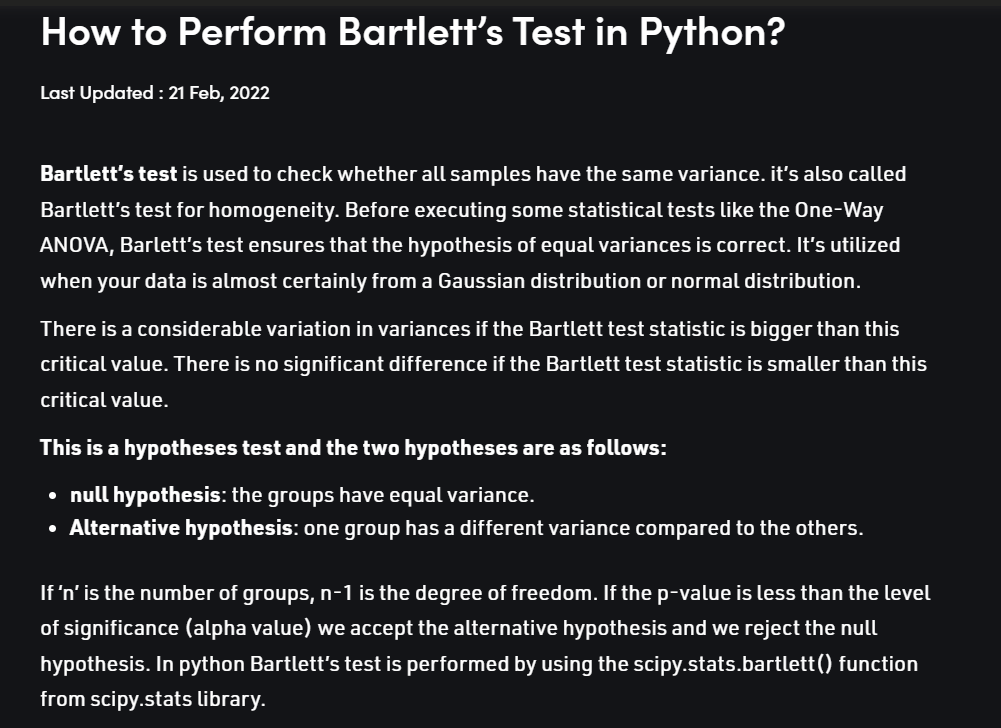 How to Perform Bartlett’s Test in Python?
Last Updated : 21 Feb, 2022
Bartlett’s test is used to check whether all samples have the same variance. it’s also called
Bartlett’s test for homogeneity. Before executing some statistical tests like the One-Way
ANOVA, Barlett’s test ensures that the hypothesis of equal variances is correct. It’s utilized
when your data is almost certainly from a Gaussian distribution or normal distribution.
There is a considerable variation in variances if the Bartlett test statistic is bigger than this
critical value. There is no significant difference if the Bartlett test statistic is smaller than this
critical value.
This is a hypotheses test and the two hypotheses are as follows:
• null hypothesis: the groups have equal variance.
• Alternative hypothesis: one group has a different variance compared to the others.
If ‘n’ is the number of groups, n-1 is the degree of freedom. If the p-value is less than the level
of significance (alpha value) we accept the alternative hypothesis and we reject the null
hypothesis. In python Bartlett’s test is performed by using the scipy.stats.bartlett() function
from scipy.stats library.